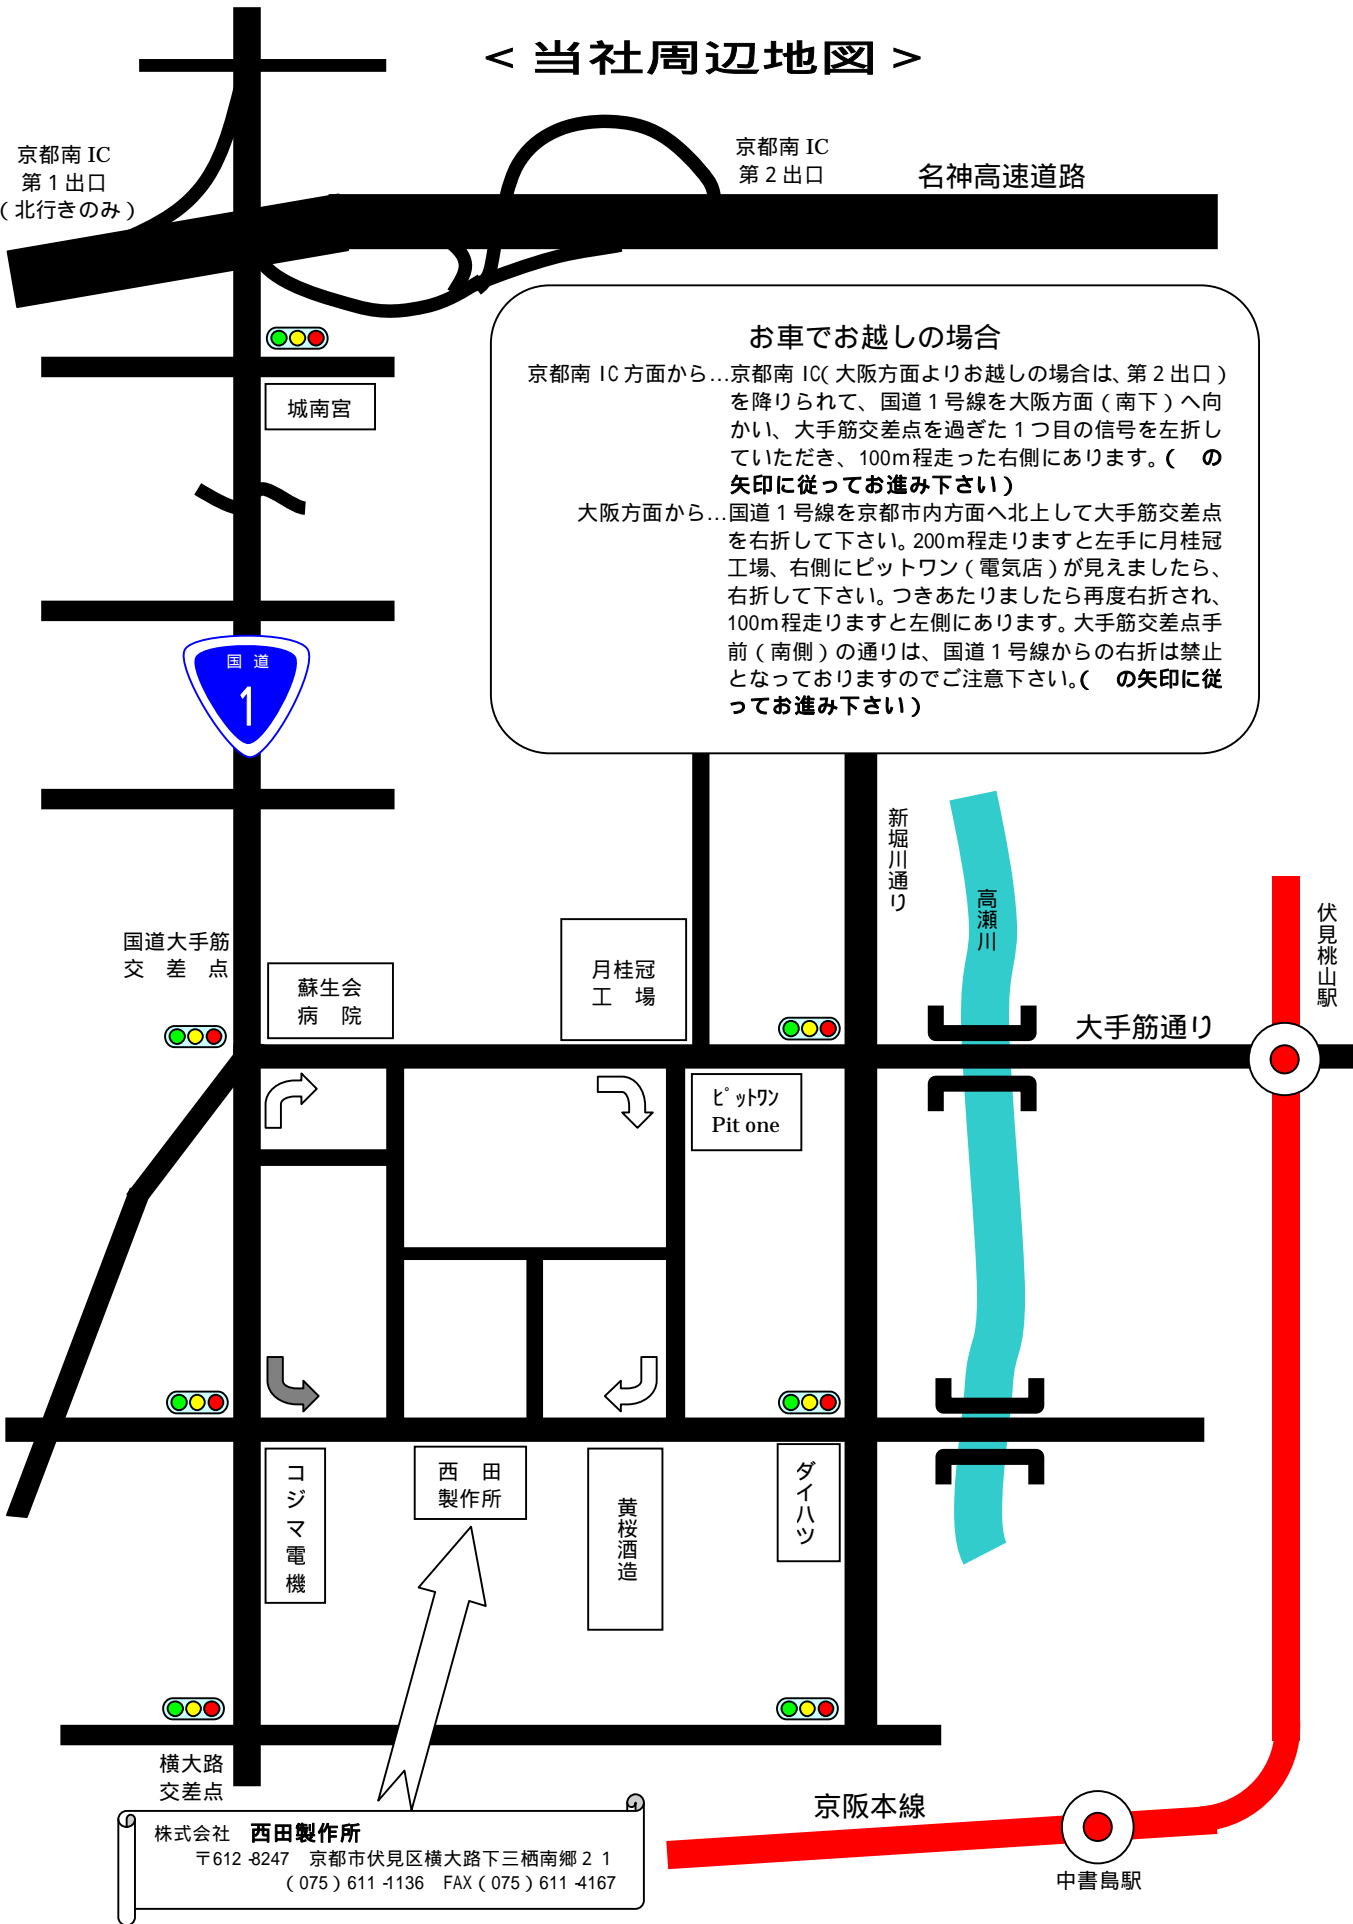 ＜当社周辺地図＞
京都南 IC
第１出口
（北行きのみ）
京都南 IC
第２出口
名神高速道路
城南宮
お車でお越しの場合
京都南 IC 方面から…京都南 IC（大阪方面よりお越しの場合は、第２出口）
を降りられて、国道１号線を大阪方面（南下）へ向
かい、大手筋交差点を過ぎた１つ目の信号を左折し
ていただき、100m程走った右側にあります。（　の
矢印に従ってお進み下さい）
大阪方面から…国道１号線を京都市内方面へ北上して大手筋交差点
を右折して下さい。200m程走りますと左手に月桂冠
工場、右側にピットワン（電気店）が見えましたら、
右折して下さい。つきあたりましたら再度右折され、
100m程走りますと左側にあります。大手筋交差点手
前（南側）の通りは、国道１号線からの右折は禁止
となっておりますのでご注意下さい。（　の矢印に従
ってお進み下さい）
国道
1
新堀川通り
高瀬川
伏見桃山駅
国道大手筋
交　差　点
蘇生会
病　院
月桂冠
工　場
大手筋通り
ﾋﾟｯﾄﾜﾝ
Pit one
コジマ電機
西　田
製作所
黄桜酒造
ダイハツ
横大路
交差点
京阪本線
中書島駅
株式会社　西田製作所
〒612-8247　京都市伏見区横大路下三栖南郷２１
（075）611-1136　FAX（075）611-4167